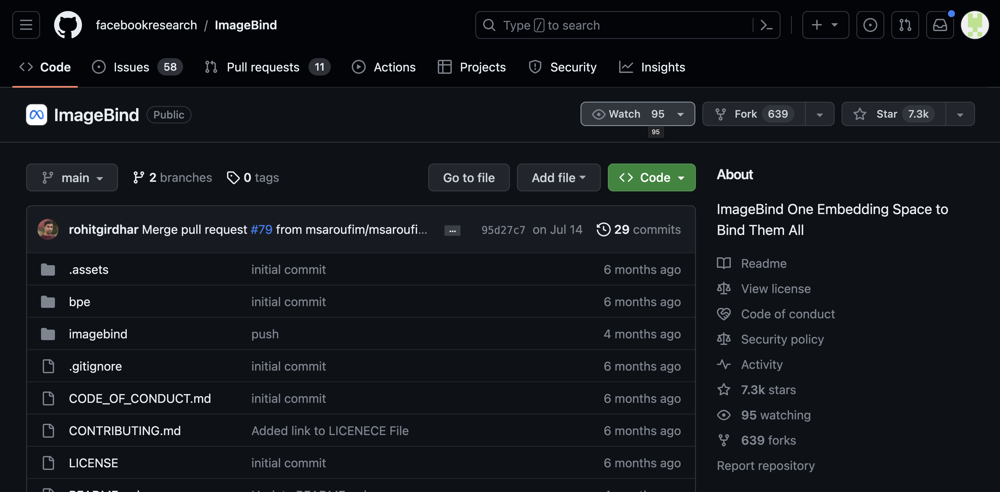 facebookresearch / ImageBind
Type / to search
Code
Issues 58
Pull requests 11
Actions
Projects
Security
Insights
ImageBind Public
Watch 95
Fork 639
Star 7.3k
95
main
2 branches
0 tags
Go to file
Add file
Code
rohitgirdhar Merge pull request #79 from msaroufim/msaroufi... ... 95d27c7 on Jul 14 29 commits
.assets initial commit 6 months ago
bpe initial commit 6 months ago
imagebind push 4 months ago
.gitignore initial commit 6 months ago
CODE_OF_CONDUCT.md initial commit 6 months ago
CONTRIBUTING.md Added link to LICENECE File 6 months ago
LICENSE initial commit 6 months ago
About
ImageBind One Embedding Space to
Bind Them All
Readme
View license
Code of conduct
Security policy
Activity
7.3k stars
95 watching
639 forks
Report repository